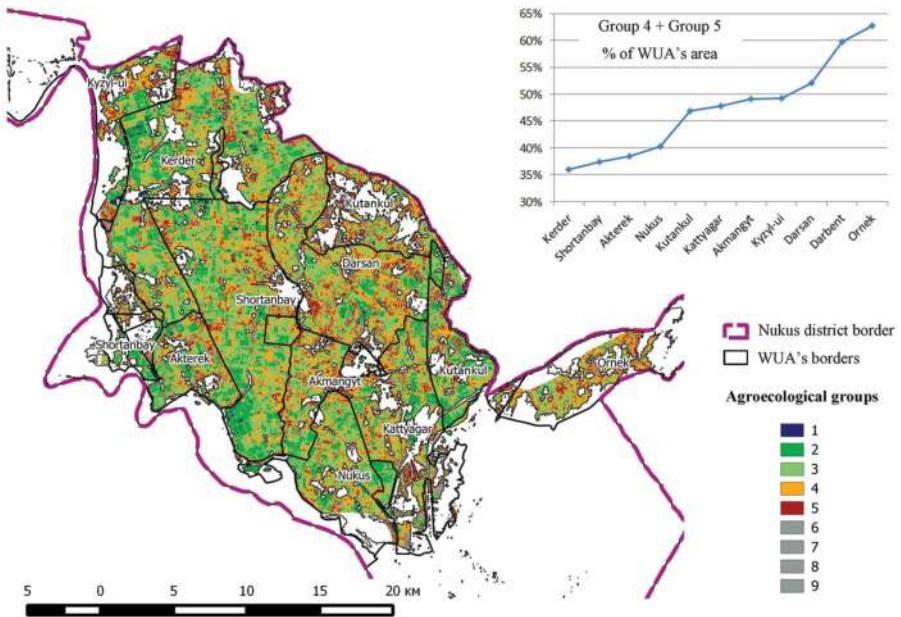 Group 4 + Group 5
% of WUA's area
65%
60%
55%
50%
45%
40%
35%
30%
Kerder
Shortanbay
Akterek
Nukus
Kutankul
Kattyagar
Akmangyt
Kyzyl-ui
Darsan
Darbent
Ornek
Kyzyl-ui
Kerder
Kutankul
Darsan
Shortanbay
Shortanbay
Akterek
Akmangyt
Kutankul
Ornek
Kattyagar
Nukus
Nukus district border
WUA's borders
Agroecological groups
1
2
3
4
5
6
7
8
9
5 0 5 10 20 км